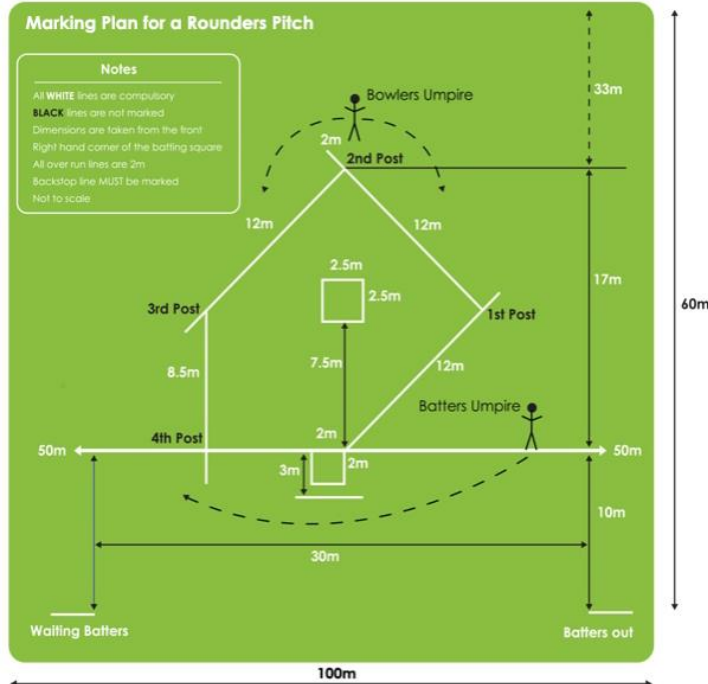 Marking Plan for a Rounders Pitch
Notes
All WHITE lines are compulsory
BLACK lines are not marked
Dimensions are taken from the front
Right hand corner of the batting square
All over run lines are 2m
Backstop line MUST be marked
Not to scale
Bowlers Umpire
33m
2m
2nd Post
12m
12m
2.5m
2.5m
17m
60m
3rd Post
1st Post
7.5m
12m
8.5m
Batters Umpire
2m
4th Post
50m
50m
3m
2m
10m
30m
Waiting Batters
Batters out
100m